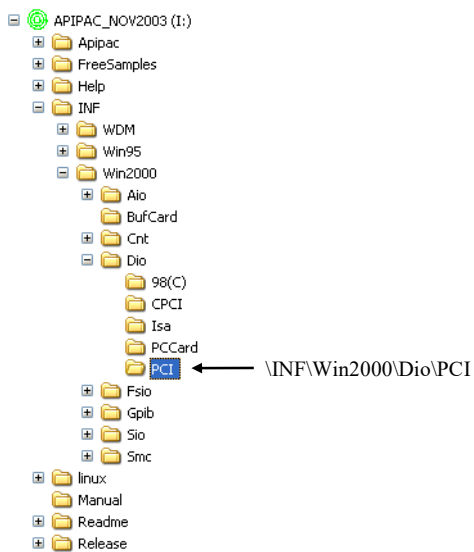 APIPAC_NOV2003 (I:)
Apipac
FreeSamples
Help
INF
WDM
Win95
Win2000
Aio
BufCard
Cnt
Dio
98(C)
CPCI
Isa
PCCard
PCI \INF\Win2000\Dio\PCI
Fsio
Gpib
Sio
Smc
linux
Manual
Readme
Release